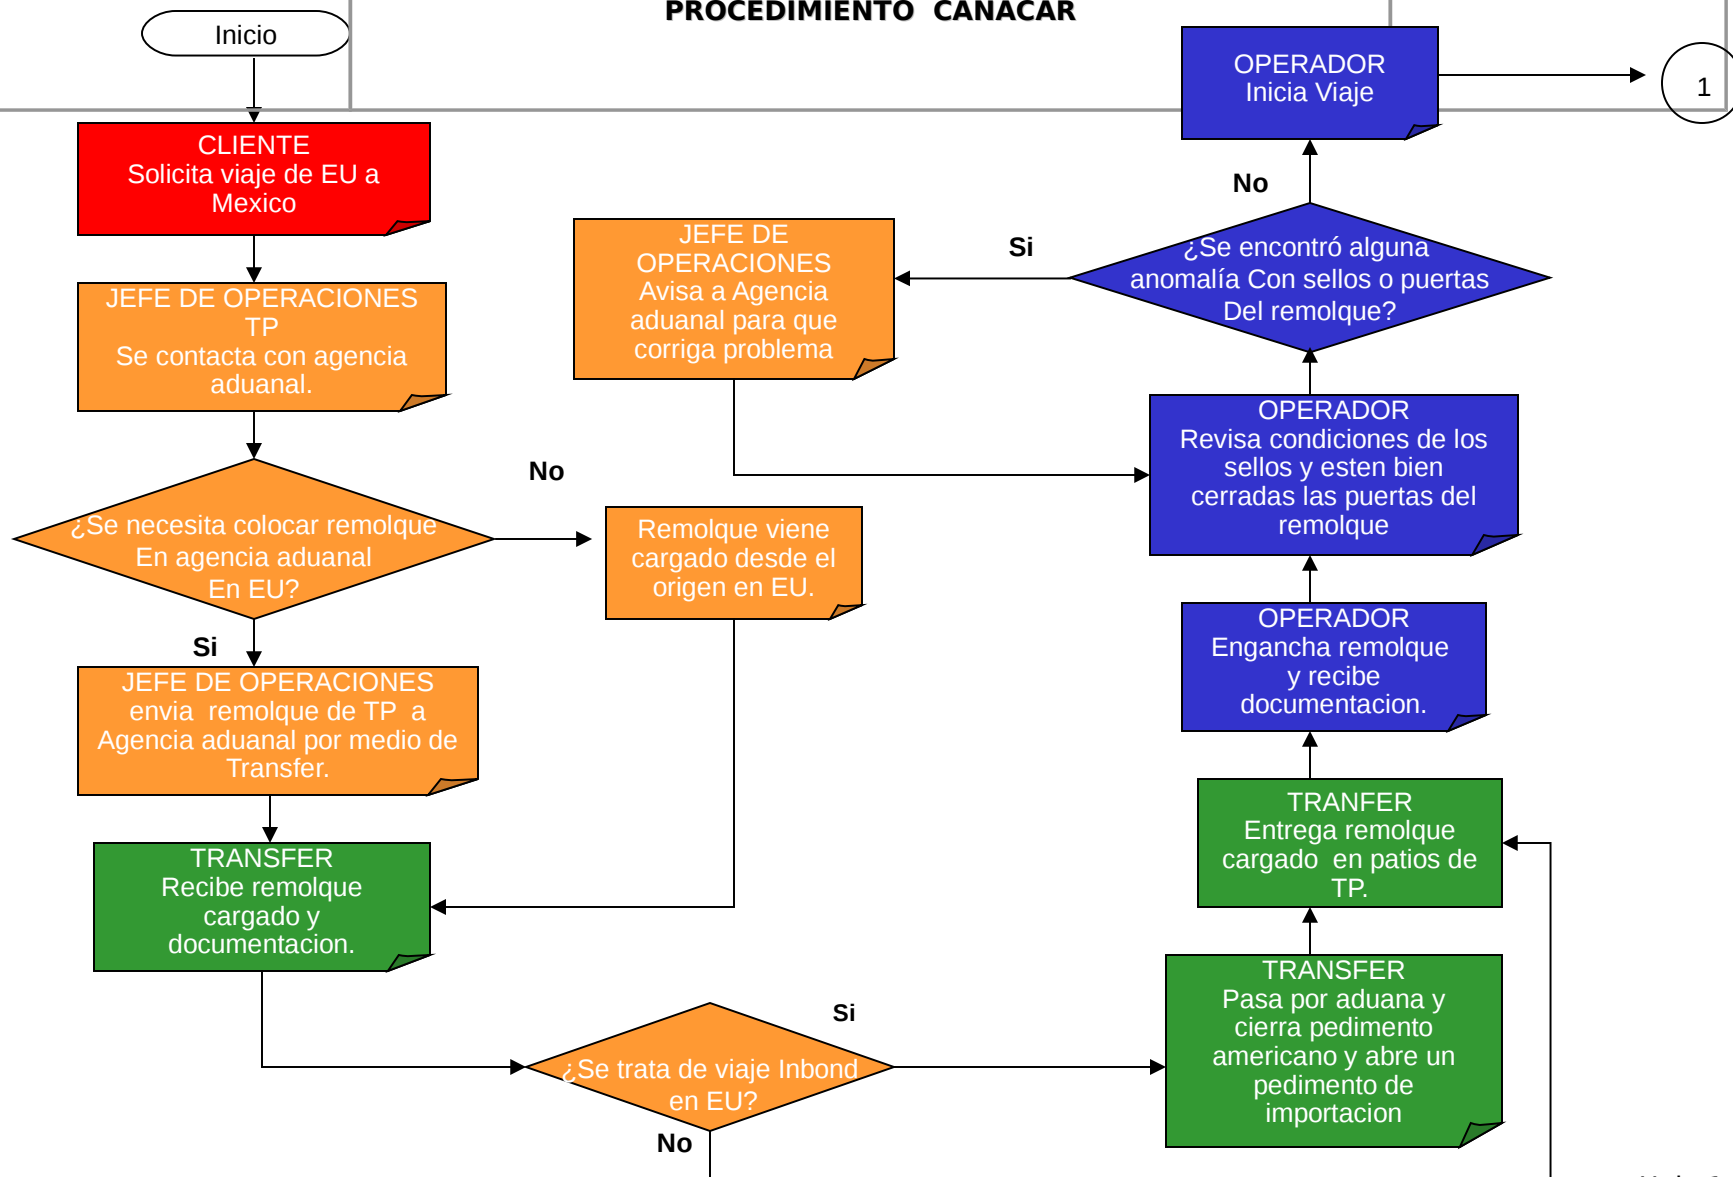 PROCEDIMIENTO CANACAR
Inicio
CLIENTE
Solicita viaje de EU a
Mexico
JEFE DE OPERACIONES
TP
Se contacta con agencia
aduanal.
¿Se necesita colocar remolque
En agencia aduanal
En EU?
No
Remolque viene
cargado desde el
origen en EU.
Si
JEFE DE OPERACIONES
envia remolque de TP a
Agencia aduanal por medio de
Transfer.
TRANSFER
Recibe remolque
cargado y
documentacion.
¿Se trata de viaje Inbond
en EU?
Si
No
TRANSFER
Pasa por aduana y
cierra pedimento
americano y abre un
pedimento de
importacion
TRANFER
Entrega remolque
cargado en patios de
TP.
OPERADOR
Engancha remolque
y recibe
documentacion.
OPERADOR
Revisa condiciones de los
sellos y esten bien
cerradas las puertas del
remolque
¿Se encontró alguna
anomalía Con sellos o puertas
Del remolque?
Si
JEFE DE
OPERACIONES
Avisa a Agencia
aduanal para que
corriga problema
No
OPERADOR
Inicia Viaje
1